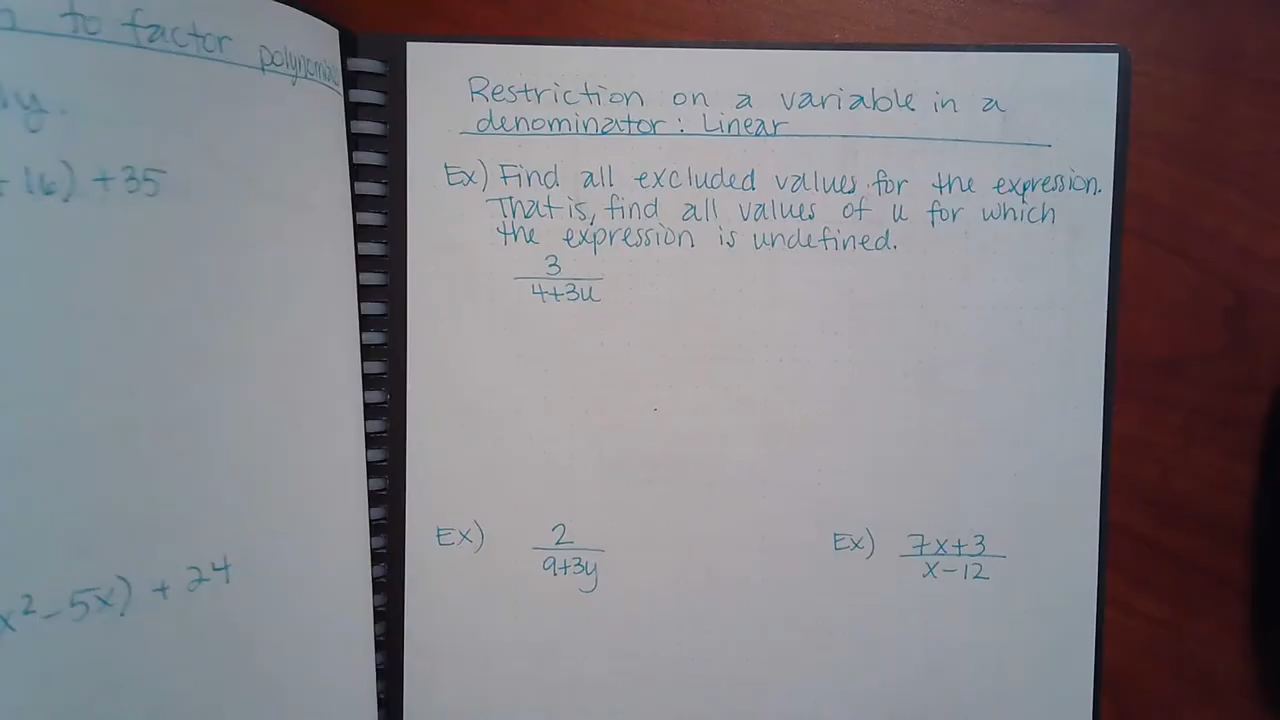 to factor polynomial
ly.
16) +35
x² - 5x) + 24
Restriction on a variable in a
denominator: Linear
Ex) Find all excluded values for the expression.
That is, find all values of u for which
the expression is undefined.
3
4+3u
Ex) 2
9+3y
Ex) 7x+3
x-12